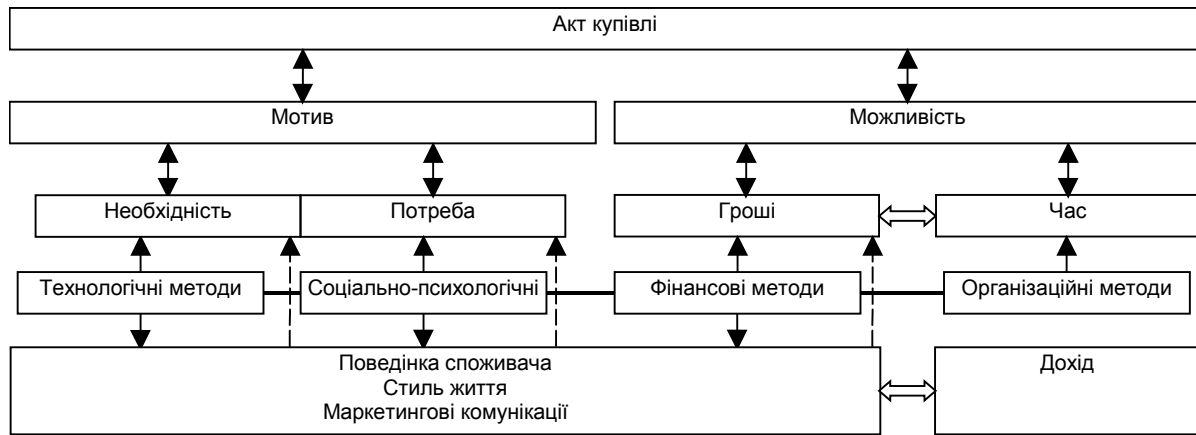 Акт купівлі
Мотив
Можливість
Необхідність
Потреба
Гроші
Час
Технологічні методи
Соціально-психологічні
Фінансові методи
Організаційні методи
Поведінка споживача
Стиль життя
Маркетингові комунікації
Дохід